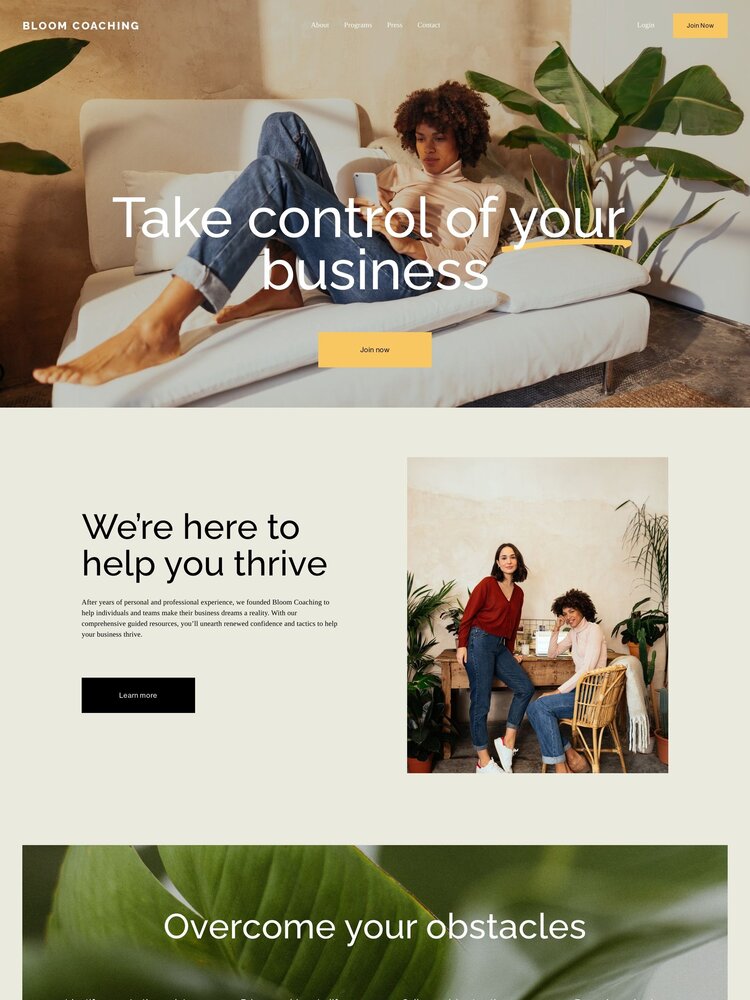 BLOOM COACHING
About Programs Press Contact
Login Join Now
Take control of your
business
Join now
We’re here to
help you thrive
After years of personal and professional experience, we founded Bloom Coaching to
help individuals and teams make their business dreams a reality. With our
comprehensive guided resources, you’ll unearth renewed confidence and tactics to help
your business thrive.
Learn more
Overcome your obstacles